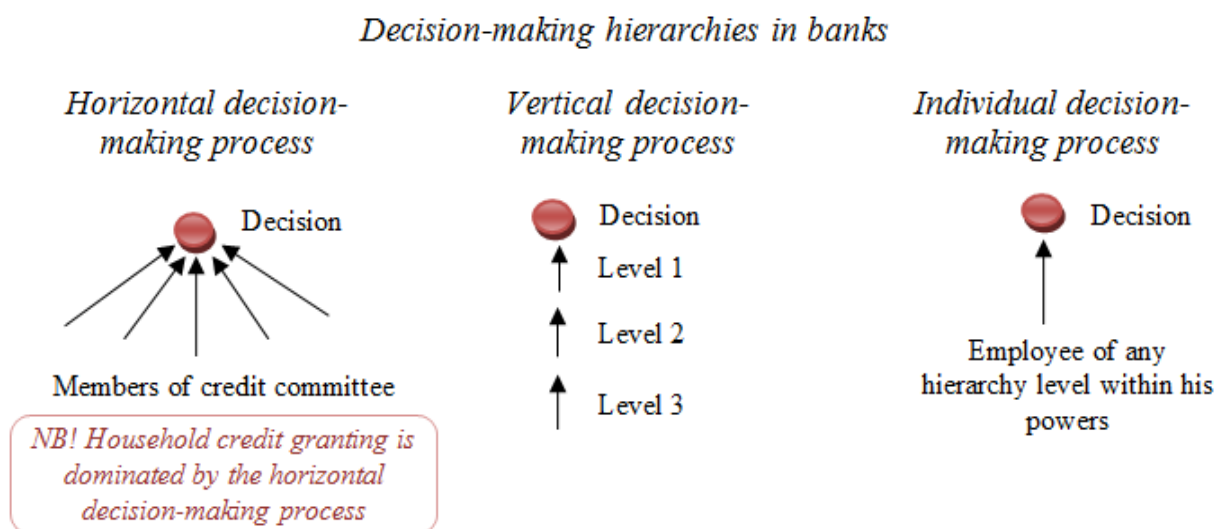 Decision-making hierarchies in banks
Horizontal decision-
making process
Decision
Members of credit committee
NB! Household credit granting is
dominated by the horizontal
decision-making process
Vertical decision-
making process
Decision
Level 1
Level 2
Level 3
Individual decision-
making process
Decision
Employee of any
hierarchy level within his
powers